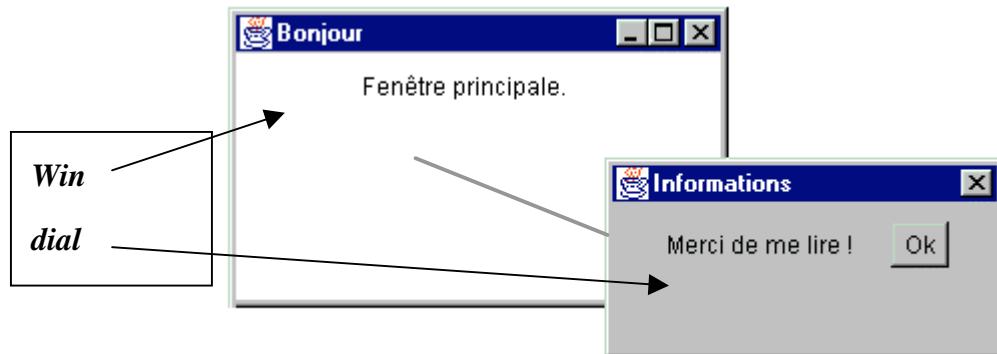 Bonjour
Fenêtre principale.
Win
dial
Informations
Merci de me lire !
Ok